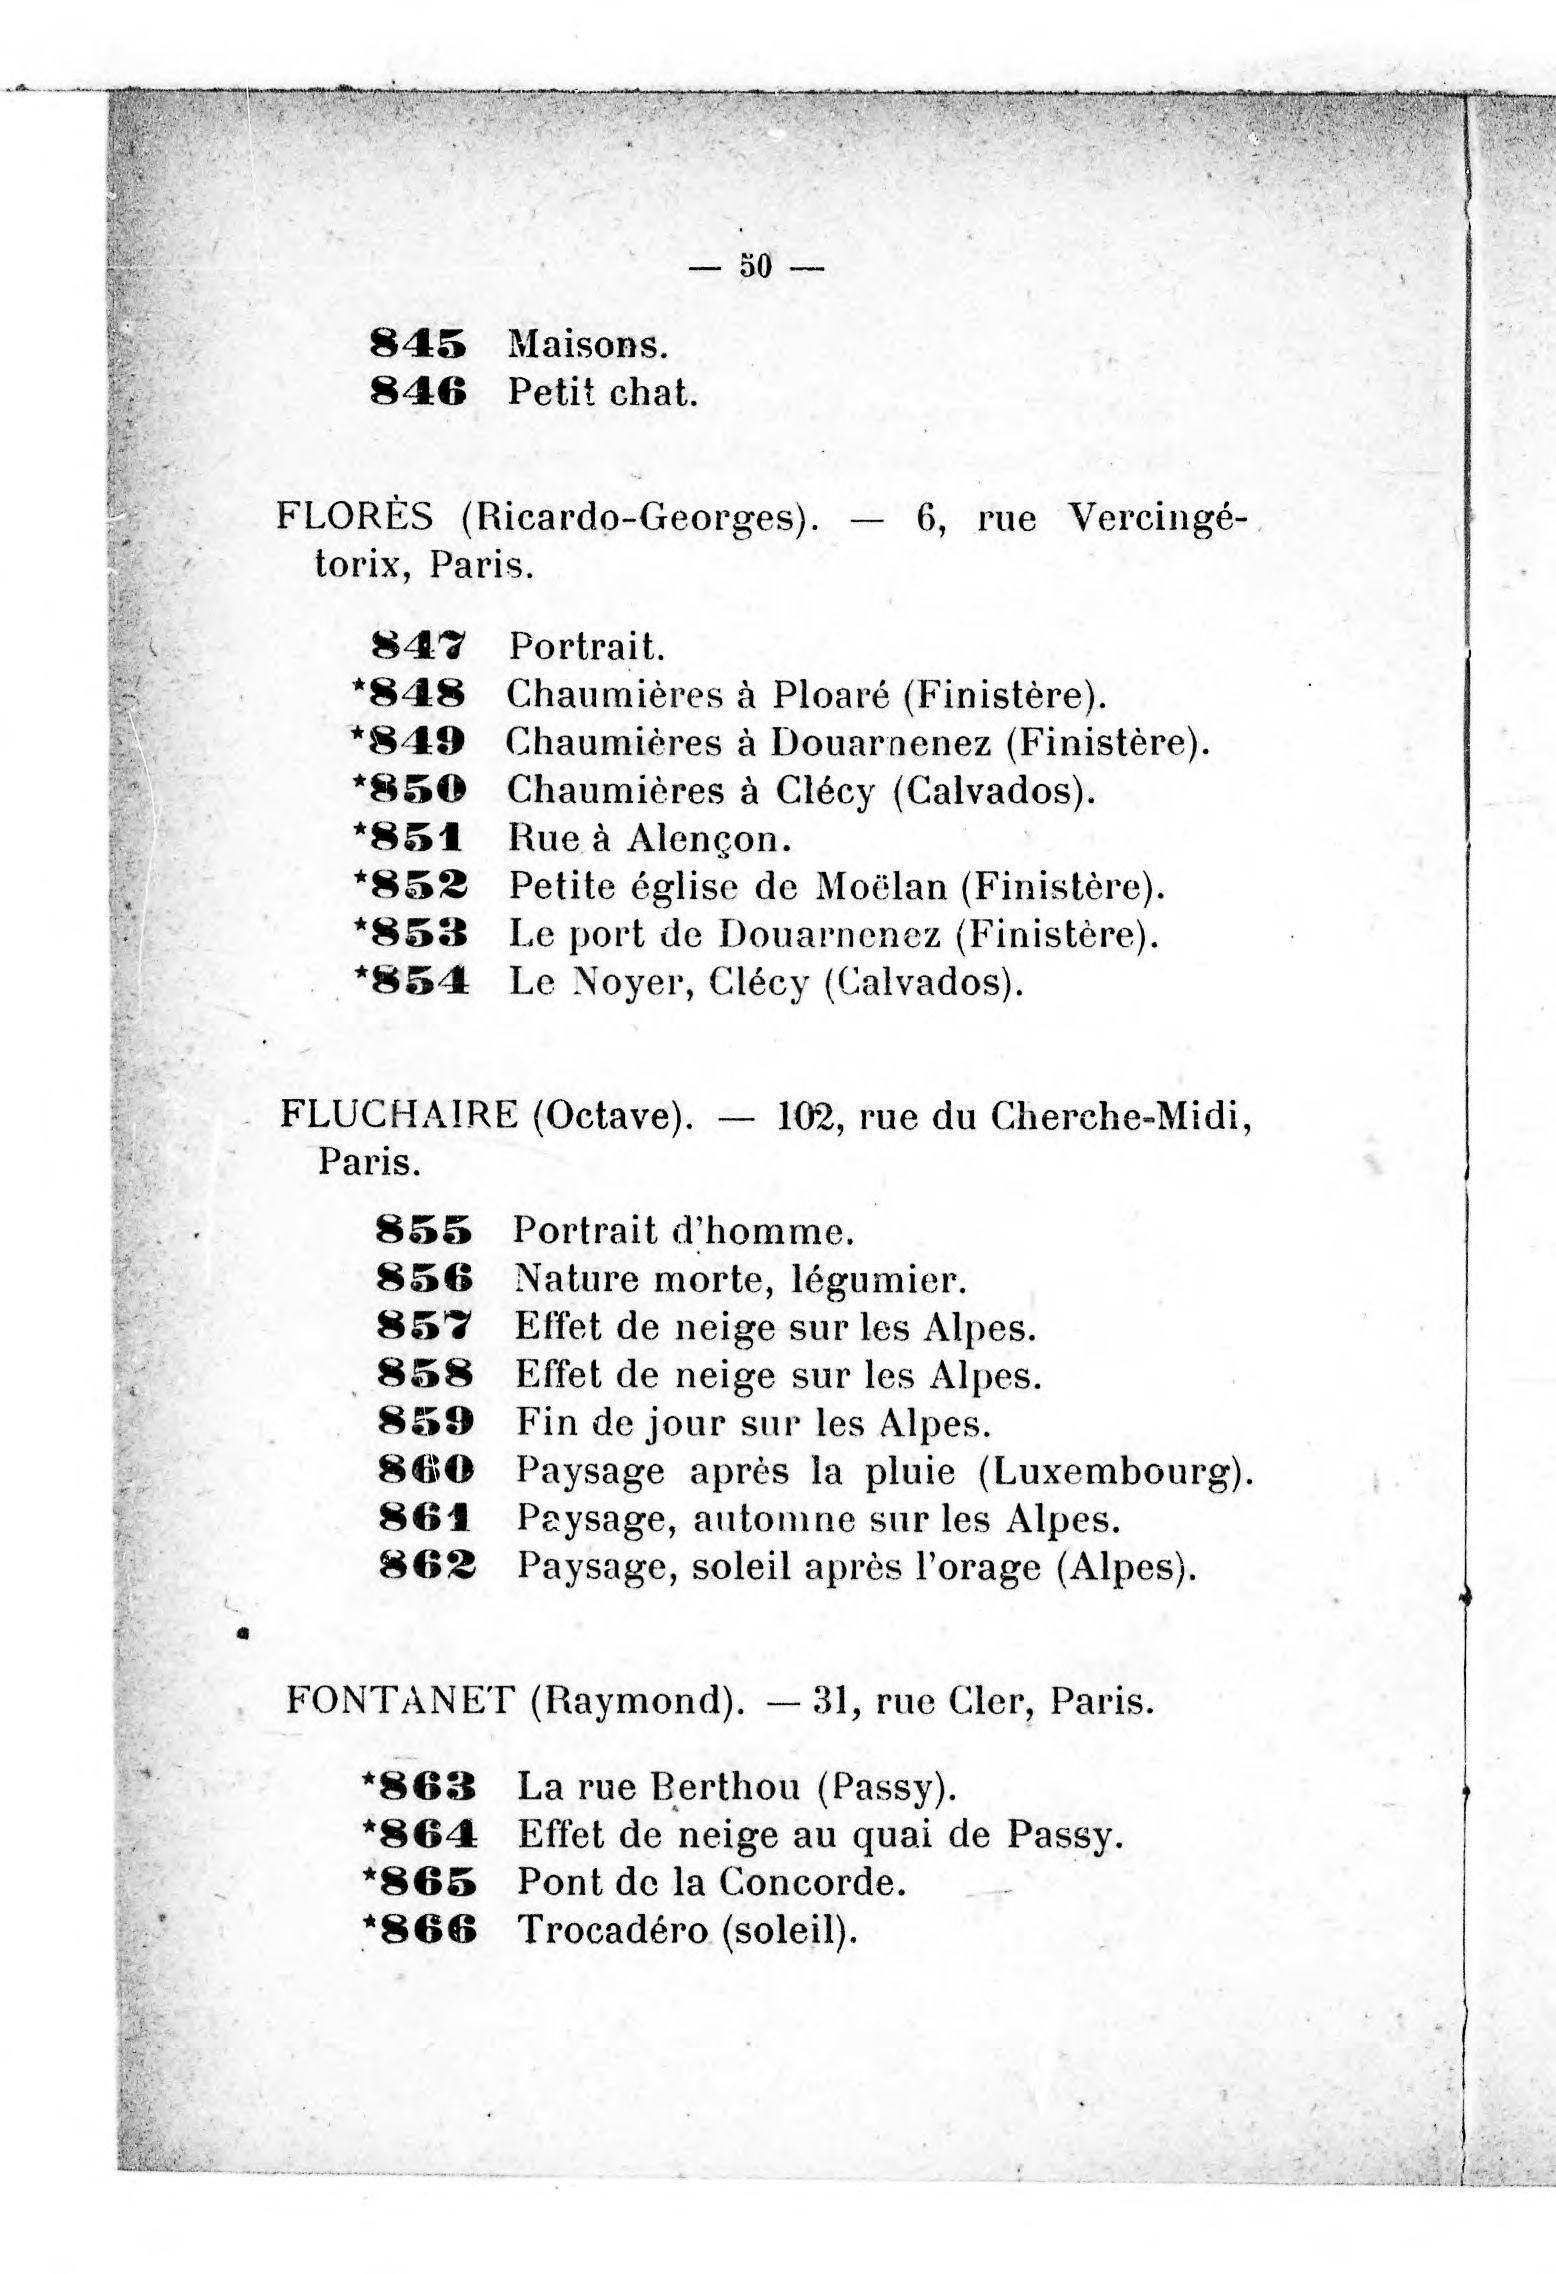 — 50 —
845 Maisons.
846 Petit chat.
FLORÈS (Ricardo-Georges). — 6, rue Vercingé-
torix, Paris.
847 Portrait.
*848 Chaumières à Ploaré (Finistère).
*849 Chaumières à Douarnenez (Finistère).
*850 Chaumières à Clécy (Calvados).
*851 Rue à Alençon.
*852 Petite église de Moëlan (Finistère).
*853 Le port de Douarnenez (Finistère).
*854 Le Noyer, Clécy (Calvados).
FLUCHAIRE (Octave). — 102, rue du Cherche-Midi,
Paris.
855 Portrait d'homme.
856 Nature morte, légumier.
857 Effet de neige sur les Alpes.
858 Effet de neige sur les Alpes.
859 Fin de jour sur les Alpes.
860 Paysage après la pluie (Luxembourg).
861 Paysage, automne sur les Alpes.
862 Paysage, soleil après l'orage (Alpes).
FONTANET (Raymond). — 31, rue Cler, Paris.
*863 La rue Berthou (Passy).
*864 Effet de neige au quai de Passy.
*865 Pont de la Concorde.
*866 Trocadéro (soleil).